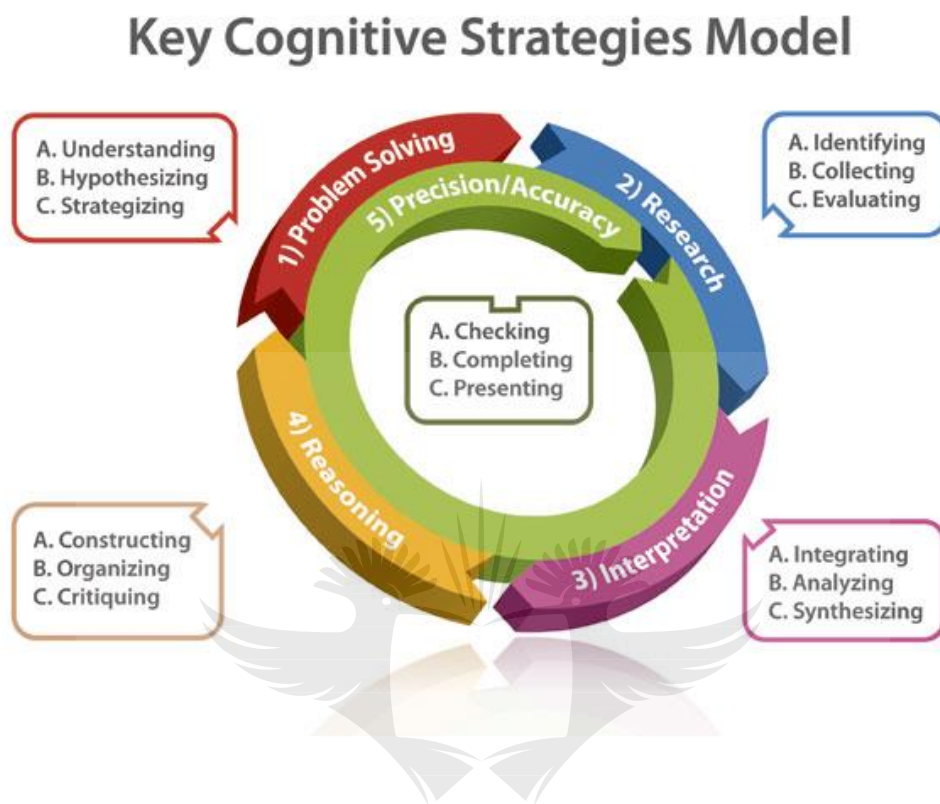 Key Cognitive Strategies Model
A. Understanding
B. Hypothesizing
C. Strategizing
1) Problem Solving
2) Research
A. Identifying
B. Collecting
C. Evaluating
5) Precision/Accuracy
A. Checking
B. Completing
C. Presenting
4) Reasoning
3) Interpretation
A. Constructing
B. Organizing
C. Critiquing
A. Integrating
B. Analyzing
C. Synthesizing